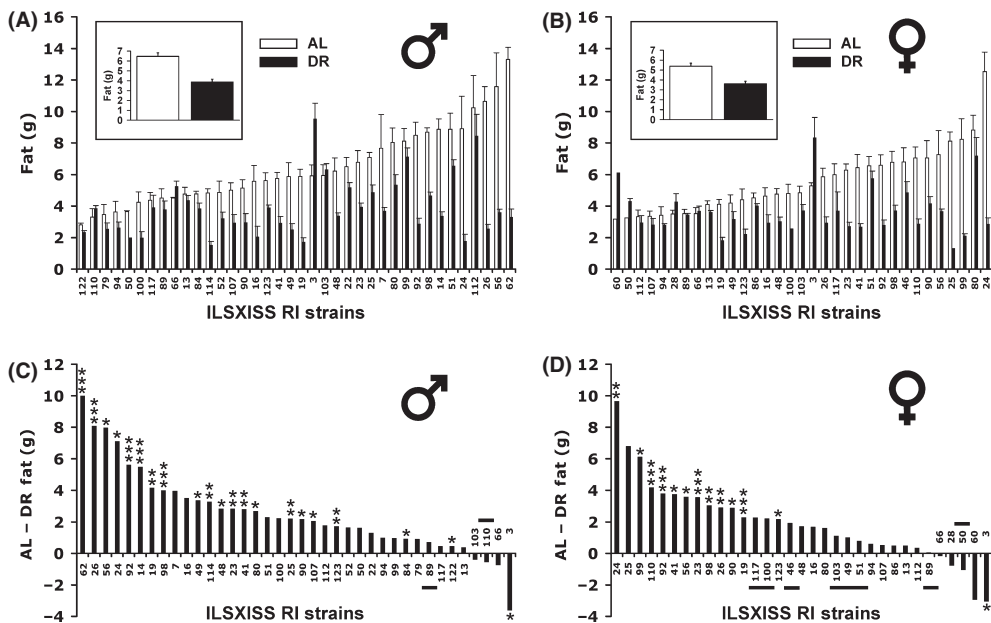 (A)
16
14
12
10
8
6
4
2
0
Fat (g)
7
6
5
4
3
2
1
0
Fat (g)
AL
DR
122 110 79 94 50 100 117 89 66 13 84 114 52 107 90 16 123 41 49 19 3 103 48 22 23 25 7 80 99 92 98 14 51 24 112 26 56 62
ILSXISS RI strains
(B)
16
14
12
10
8
6
4
2
0
Fat (g)
7
6
5
4
3
2
1
0
Fat (g)
AL
DR
60 50 112 107 94 28 89 66 13 19 49 123 86 16 48 100 103 3 26 117 23 41 51 92 98 46 110 90 56 25 99 80 24
ILSXISS RI strains
(C)
12
10
8
6
4
2
0
−2
−4
AL − DR fat (g)
103 110 66 3
62 26 56 24 92 14 19 98 7 16 49 114 48 23 41 80 51 100 25 90 107 112 123 52 50 22 94 99 84 79 89 117 122 13
ILSXISS RI strains
(D)
12
10
8
6
4
2
0
−2
−4
AL − DR fat (g)
66 28 50 60 3
24 25 99 110 92 41 56 23 98 26 90 19 117 100 123 46 48 16 80 103 49 51 94 107 86 13 112 89
ILSXISS RI strains